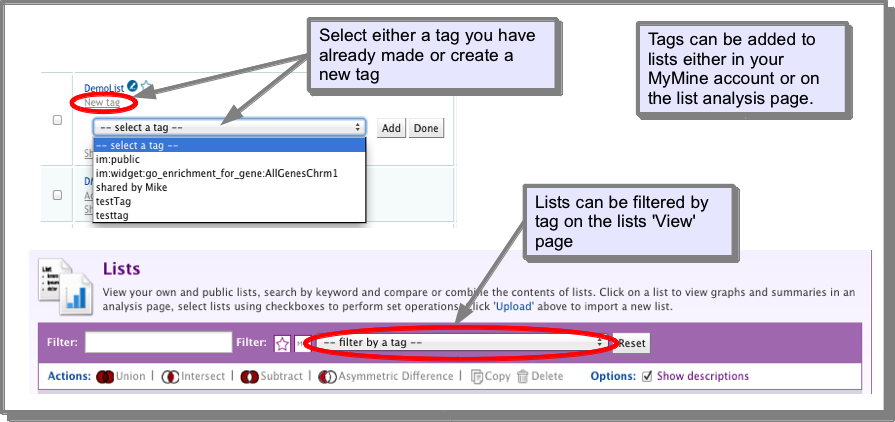 Select either a tag you have
already made or create a
new tag
Tags can be added to
lists either in your
MyMine account or on
the list analysis page.
DemoList
New tag
-- select a tag --
Add
Done
-- select a tag --
im:public
im:widget:go_enrichment_for_gene:AllGenesChrm1
shared by Mike
testTag
testtag
Lists can be filtered by
tag on the lists 'View'
page
Lists
View your own and public lists, search by keyword and compare or combine the contents of lists. Click on a list to view graphs and summaries in an
analysis page, select lists using checkboxes to perform set operations. Click 'Upload' above to import a new list.
Filter:
Filter:
-- filter by a tag --
Reset
Actions: Union | Intersect | Subtract | Asymmetric Difference | Copy Delete Options: Show descriptions